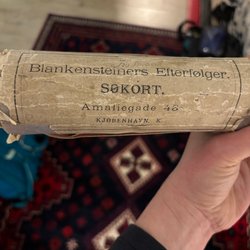 Blankensteiners Efterfølger.
SØKORT.
Amaliegade 48.
KJØBENHAVN. K.